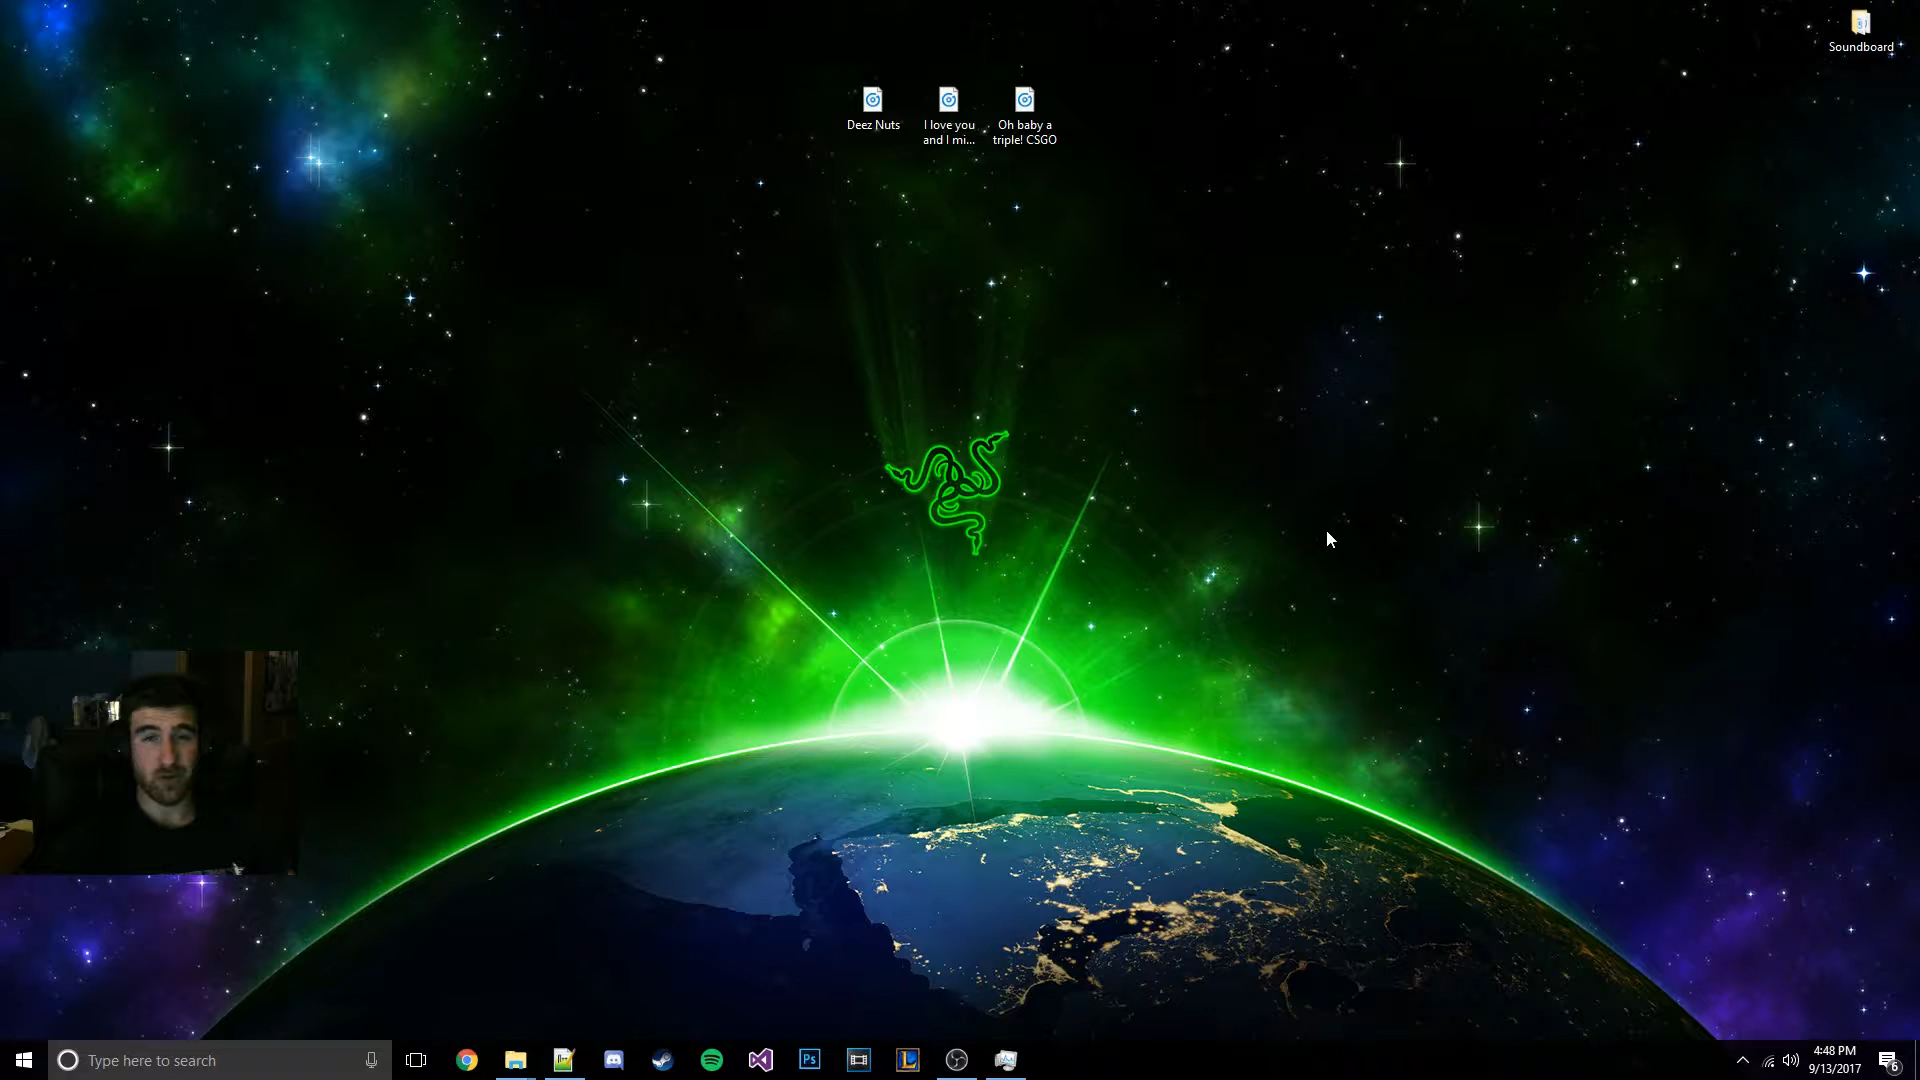 Soundboard
Deez Nuts
I love you
and I mi...
Oh baby a
triple! CSGO
Type here to search
Ps
L
4:48 PM
9/13/2017
6